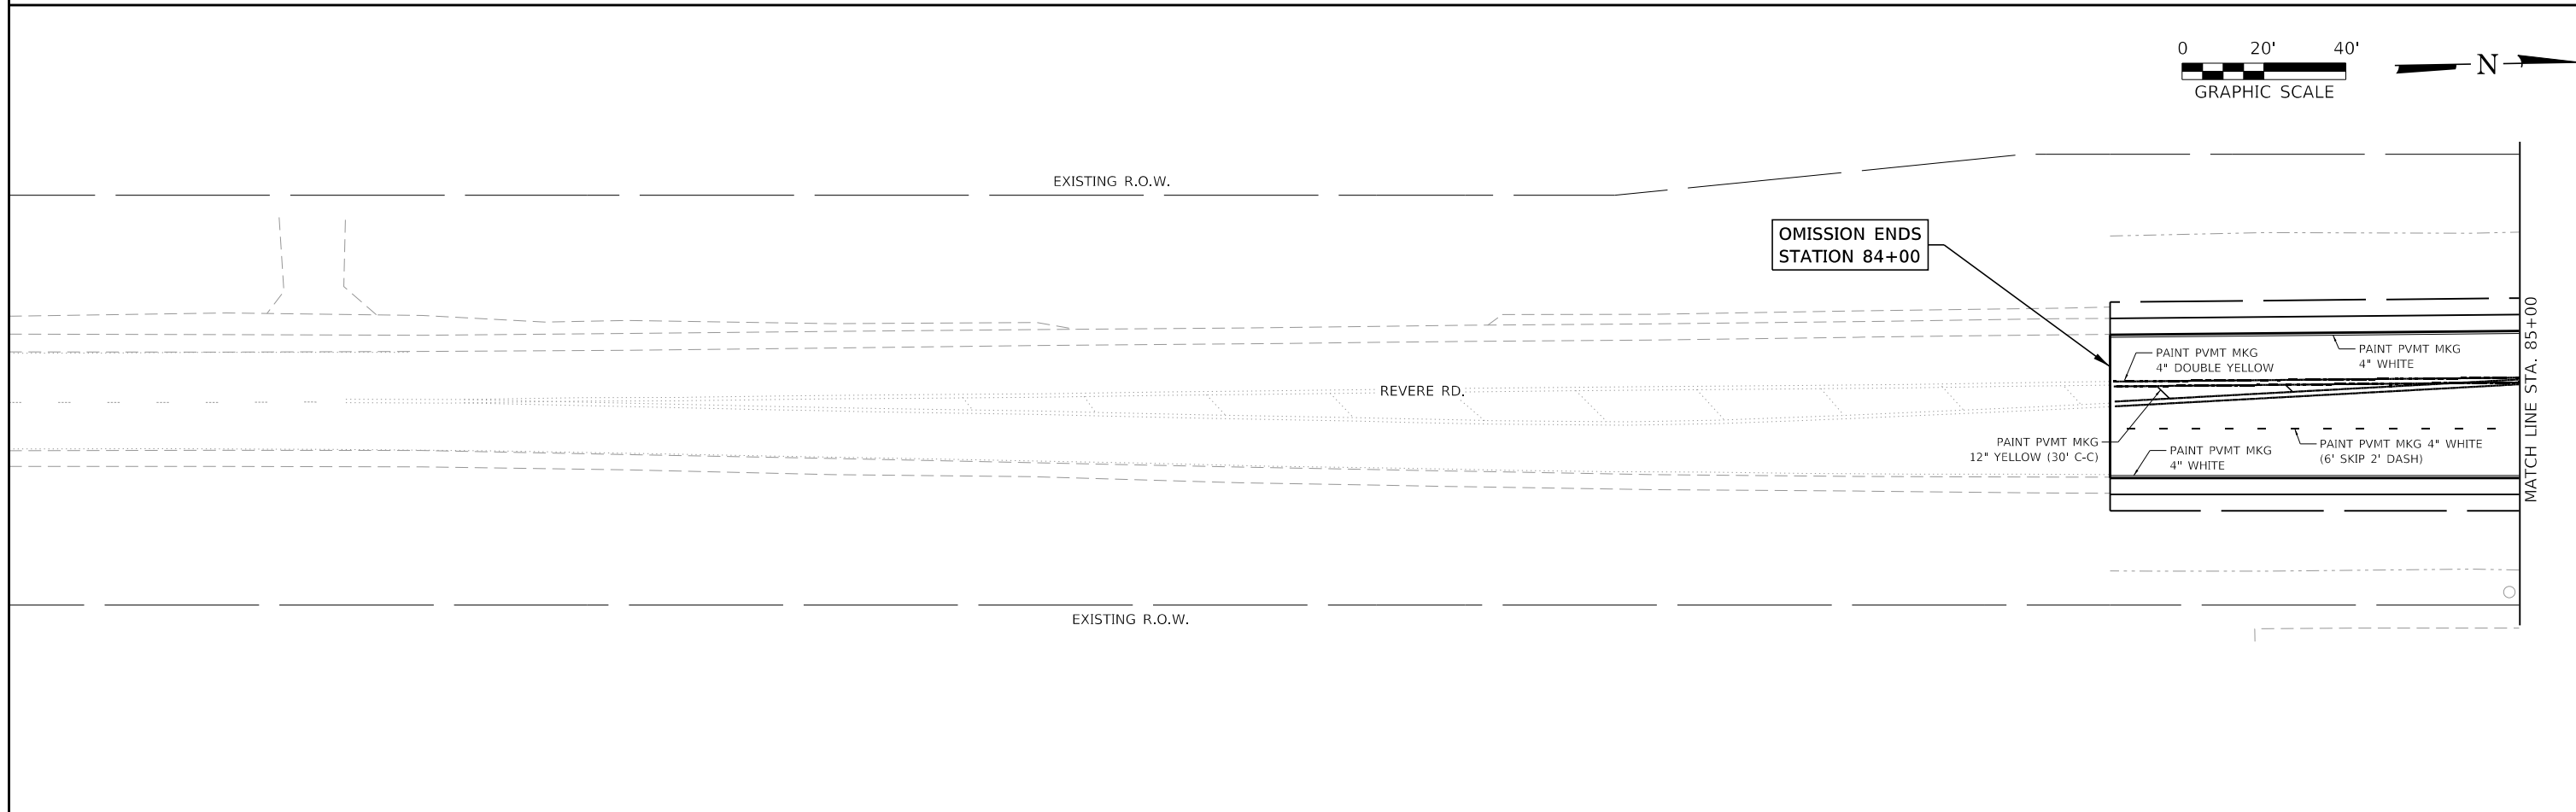 0 20' 40'
GRAPHIC SCALE
N
EXISTING R.O.W.
OMISSION ENDS
STATION 84+00
MATCH LINE STA. 85+00
PAINT PVMT MKG
4" DOUBLE YELLOW
PAINT PVMT MKG
4" WHITE
REVERE RD.
PAINT PVMT MKG
12" YELLOW (30' C-C)
PAINT PVMT MKG
4" WHITE
PAINT PVMT MKG 4" WHITE
(6' SKIP 2' DASH)
EXISTING R.O.W.